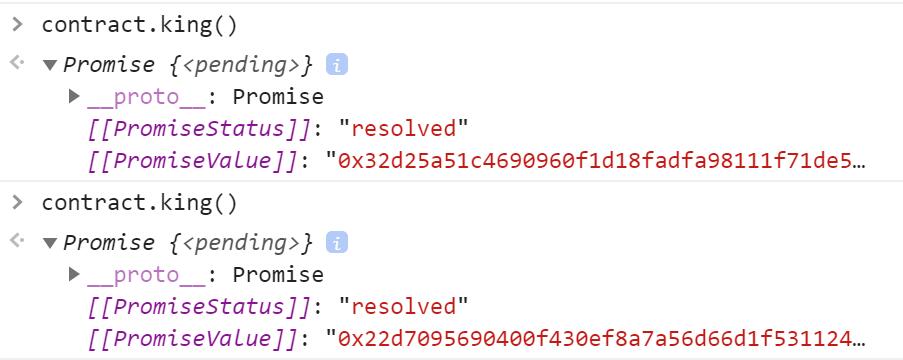 > contract.king()
<· ▼Promise {<pending>} i
▶__proto__: Promise
[[PromiseStatus]]: "resolved"
[[PromiseValue]]: "0x32d25a51c4690960f1d18fadfa98111f71de5…
> contract.king()
<· ▼Promise {<pending>} i
▶__proto__: Promise
[[PromiseStatus]]: "resolved"
[[PromiseValue]]: "0x22d7095690400f430ef8a7a56d66d1f531124…